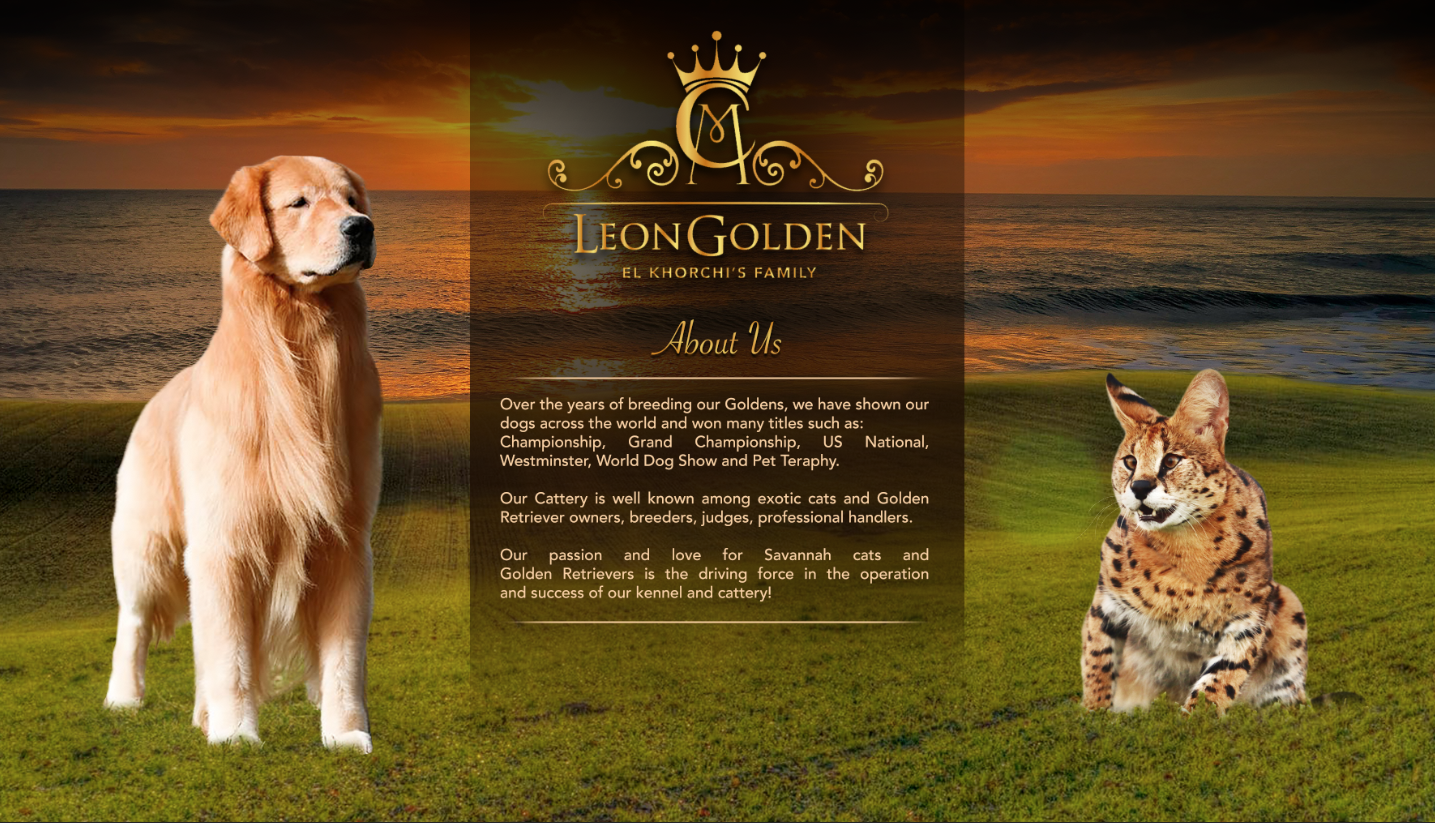 CM
LEONGOLDEN
EL KHORCHI'S FAMILY
About Us
Over the years of breeding our Goldens, we have shown our
dogs across the world and won many titles such as:
Championship, Grand Championship, US National,
Westminster, World Dog Show and Pet Teraphy.
Our Cattery is well known among exotic cats and Golden
Retriever owners, breeders, judges, professional handlers.
Our passion and love for Savannah cats and
Golden Retrievers is the driving force in the operation
and success of our kennel and cattery!